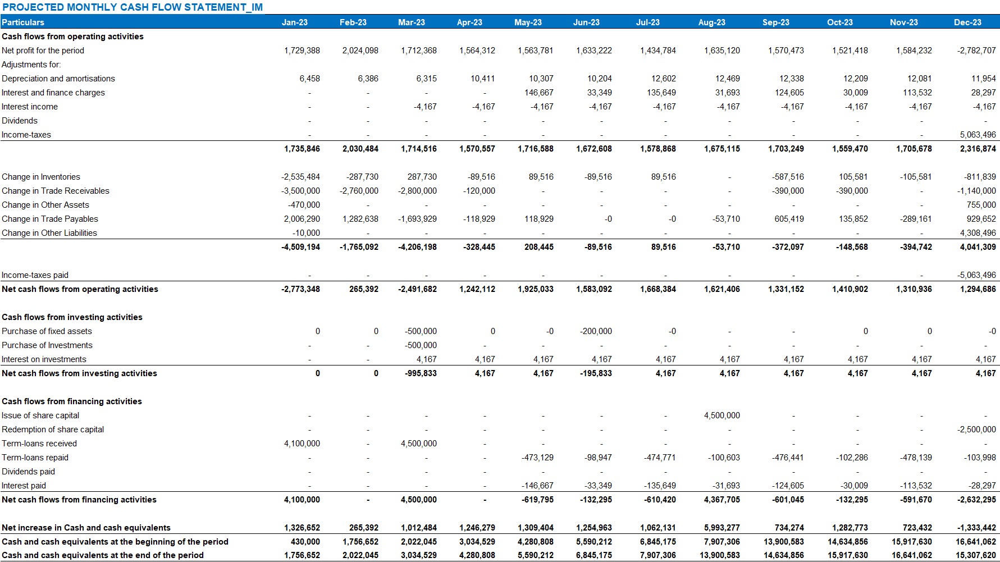 PROJECTED MONTHLY CASH FLOW STATEMENT_IM
Particulars Jan-23 Feb-23 Mar-23 Apr-23 May-23 Jun-23 Jul-23 Aug-23 Sep-23 Oct-23 Nov-23 Dec-23
Cash flows from operating activities
Net profit for the period 1,729,388 2,024,098 1,712,368 1,564,312 1,563,781 1,633,222 1,434,784 1,635,120 1,570,473 1,521,418 1,584,232 -2,782,707
Adjustments for:
Depreciation and amortisations 6,458 6,386 6,315 10,411 10,307 10,204 12,602 12,469 12,338 12,209 12,081 11,954
Interest and finance charges - - - - 146,667 33,349 135,649 31,693 124,605 30,009 113,532 28,297
Interest income - - -4,167 -4,167 -4,167 -4,167 -4,167 -4,167 -4,167 -4,167 -4,167 -4,167
Dividends - - - - - - - - - - - -
Income-taxes - - - - - - - - - - - 5,063,496
1,735,846 2,030,484 1,714,516 1,570,557 1,716,588 1,672,608 1,578,868 1,675,115 1,703,249 1,559,470 1,705,678 2,316,874
Change in Inventories -2,535,484 -287,730 287,730 -89,516 89,516 -89,516 89,516 - -587,516 105,581 -105,581 -811,839
Change in Trade Receivables -3,500,000 -2,760,000 -2,800,000 -120,000 - - - - -390,000 -390,000 - -1,140,000
Change in Other Assets -470,000 - - - - - - - - - - 755,000
Change in Trade Payables 2,006,290 1,282,638 -1,693,929 -118,929 118,929 -0 -0 -53,710 605,419 135,852 -289,161 929,652
Change in Other Liabilities -10,000 - - - - - - - - - - 4,308,496
-4,509,194 -1,765,092 -4,206,198 -328,445 208,445 -89,516 89,516 -53,710 -372,097 -148,568 -394,742 4,041,309
Income-taxes paid - - - - - - - - - - - -5,063,496
Net cash flows from operating activities -2,773,348 265,392 -2,491,682 1,242,112 1,925,033 1,583,092 1,668,384 1,621,406 1,331,152 1,410,902 1,310,936 1,294,686
Cash flows from investing activities
Purchase of fixed assets 0 0 -500,000 0 -0 -200,000 -0 - - 0 0 -0
Purchase of Investments - - -500,000 - - - - - - - - -
Interest on investments - - 4,167 4,167 4,167 4,167 4,167 4,167 4,167 4,167 4,167 4,167
Net cash flows from investing activities 0 0 -995,833 4,167 4,167 -195,833 4,167 4,167 4,167 4,167 4,167 4,167
Cash flows from financing activities
Issue of share capital - - - - - - - 4,500,000 - - - -
Redemption of share capital - - - - - - - - - - - -2,500,000
Term-loans received 4,100,000 - 4,500,000 - - - - - - - - -
Term-loans repaid - - - - -473,129 -98,947 -474,771 -100,603 -476,441 -102,286 -478,139 -103,998
Dividends paid - - - - - - - - - - - -
Interest paid - - - - -146,667 -33,349 -135,649 -31,693 -124,605 -30,009 -113,532 -28,297
Net cash flows from financing activities 4,100,000 - 4,500,000 - -619,795 -132,295 -610,420 4,367,705 -601,045 -132,295 -591,670 -2,632,295
Net increase in Cash and cash equivalents 1,326,652 265,392 1,012,484 1,246,279 1,309,404 1,254,963 1,062,131 5,993,277 734,274 1,282,773 723,432 -1,333,442
Cash and cash equivalents at the beginning of the period 430,000 1,756,652 2,022,045 3,034,529 4,280,808 5,590,212 6,845,175 7,907,306 13,900,583 14,634,856 15,917,630 16,641,062
Cash and cash equivalents at the end of the period 1,756,652 2,022,045 3,034,529 4,280,808 5,590,212 6,845,175 7,907,306 13,900,583 14,634,856 15,917,630 16,641,062 15,307,620